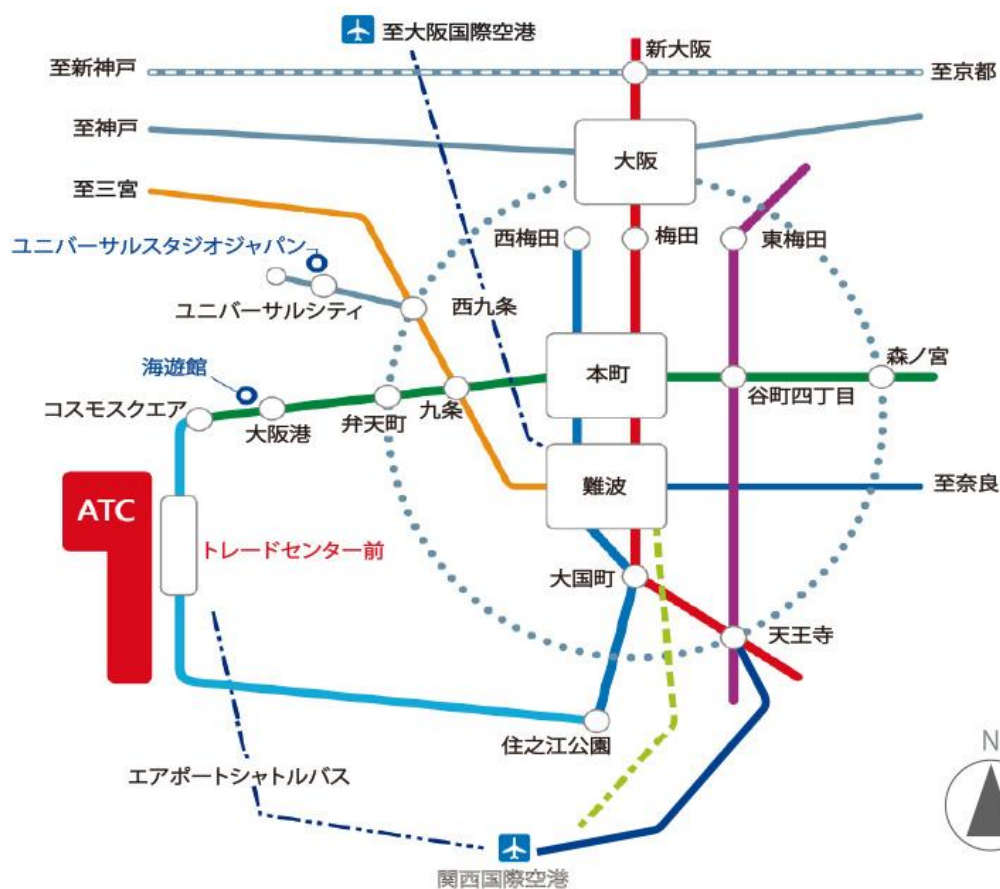 至大阪国際空港
新大阪
至新神戸
至京都
至神戸
大阪
至三宮
西梅田
梅田
東梅田
ユニバーサルスタジオジャパン
ユニバーサルシティ
西九条
本町
森ノ宮
海遊館
谷町四丁目
コスモスクエア
大阪港
弁天町
九条
難波
至奈良
ATC
トレードセンター前
大国町
天王寺
住之江公園
エアポートシャトルバス
N
関西国際空港